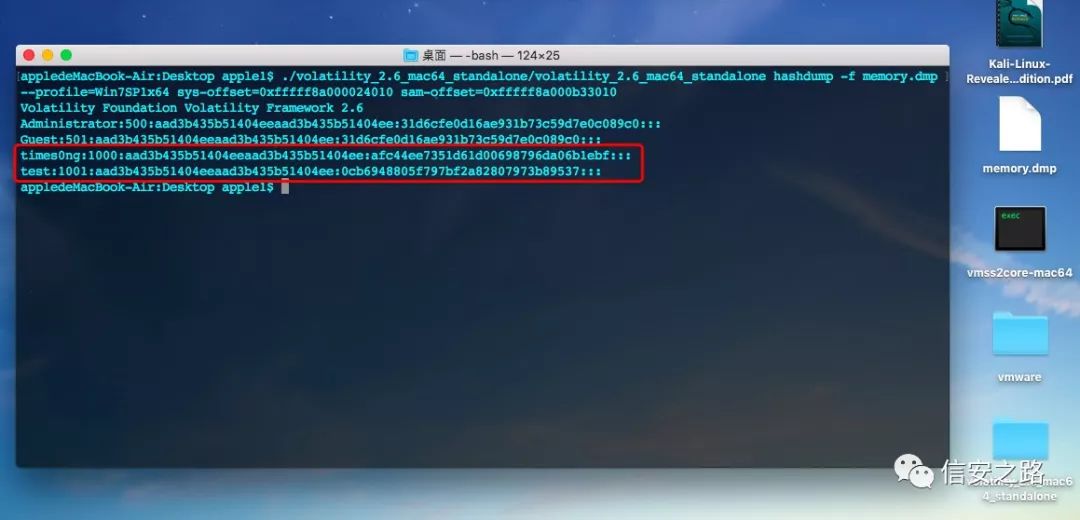 桌面 — -bash — 124×25
[appledeMacBook-Air:Desktop apple1$ ./volatility_2.6_mac64_standalone/volatility_2.6_mac64_standalone hashdump -f memory.dmp ]
--profile=Win7SP1x64 sys-offset=0xfffff8a000024010 sam-offset=0xfffff8a000b33010
Volatility Foundation Volatility Framework 2.6
Administrator:500:aad3b435b51404eeaad3b435b51404ee:31d6cfe0d16ae931b73c59d7e0c089c0:::
Guest:501:aad3b435b51404eeaad3b435b51404ee:31d6cfe0d16ae931b73c59d7e0c089c0:::
times0ng:1000:aad3b435b51404eeaad3b435b51404ee:afc44ee7351d61d00698796da06b1ebf:::
test:1001:aad3b435b51404eeaad3b435b51404ee:0cb6948805f797bf2a82807973b89537:::
appledeMacBook-Air:Desktop apple1$
Kali-Linux-
Reveale...dition.pdf
memory.dmp
exec
vmss2core-mac64
vmware
信安之路
4_standalone